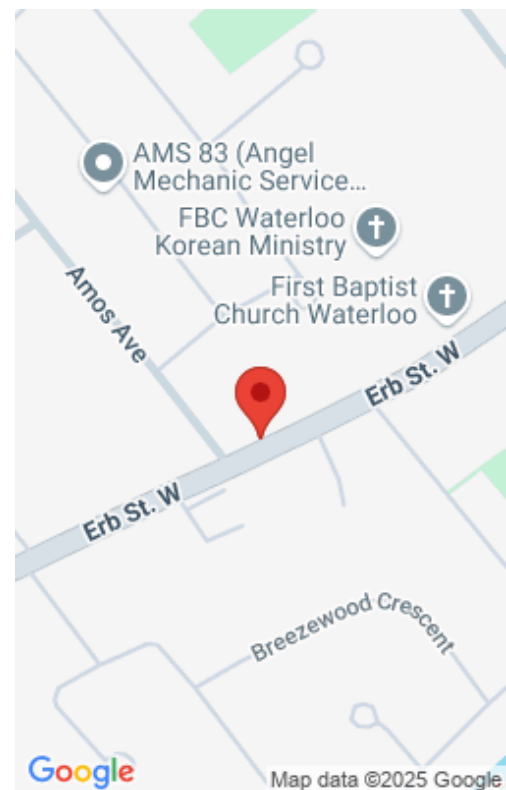 AMS 83 (Angel
Mechanic Service...
FBC Waterloo
Korean Ministry
First Baptist
Church Waterloo
Amos Ave
Erb St. W
Erb St. W
Breezewood Crescent
Google
Map data ©2025 Google